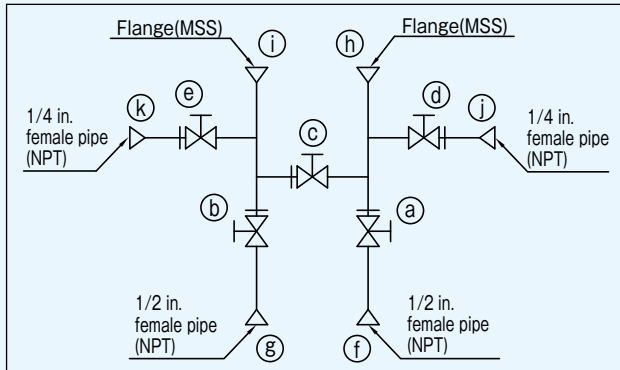 Flange(MSS)
i
h
Flange(MSS)
k
e
d
j
1/4 in.
female pipe
(NPT)
1/4 in.
female pipe
(NPT)
c
b
a
1/2 in.
female pipe
(NPT)
g
f
1/2 in.
female pipe
(NPT)